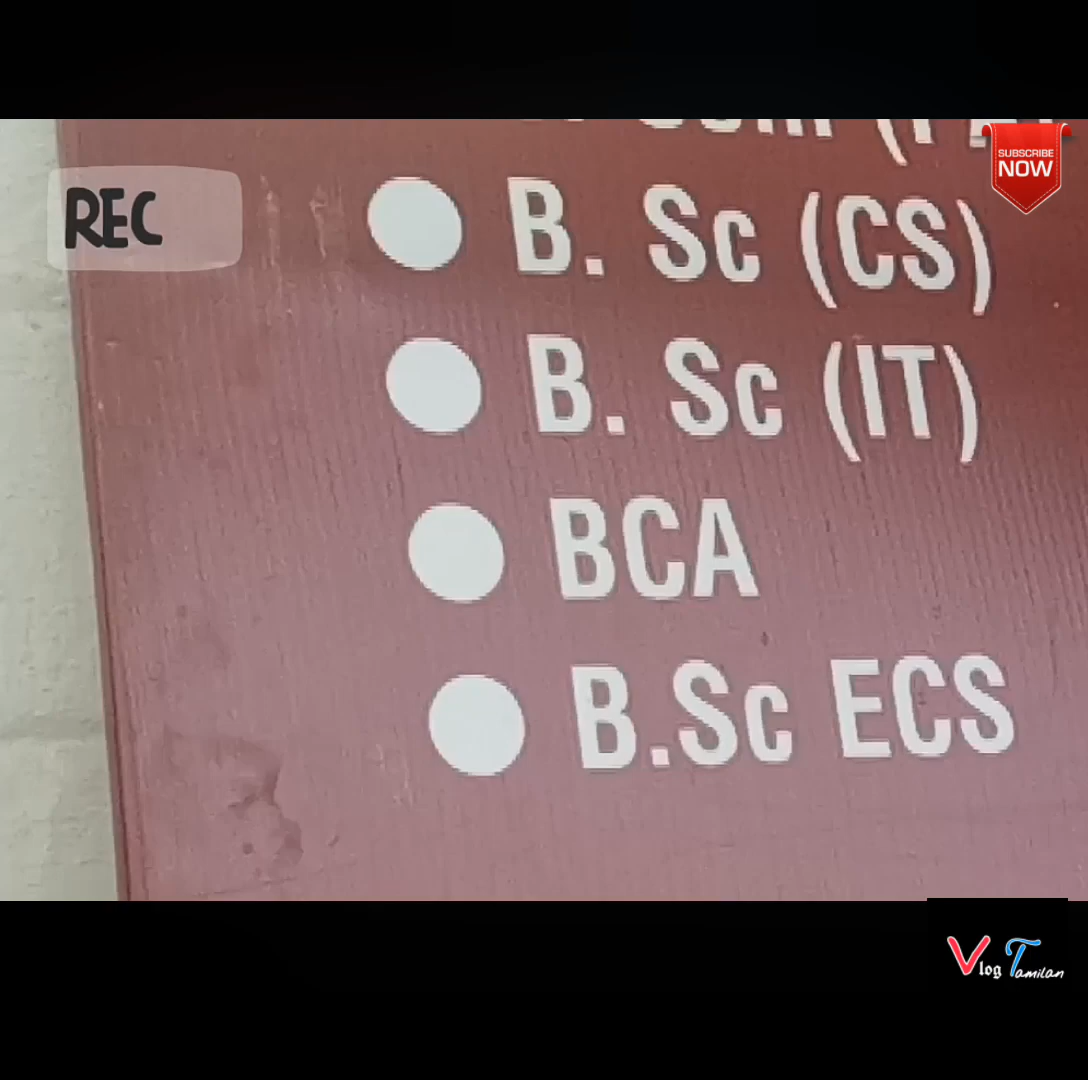 SUBSCRIBE
NOW
REC
B. Sc (CS)
B. Sc (IT)
BCA
B.Sc ECS
Vlog Tamilan